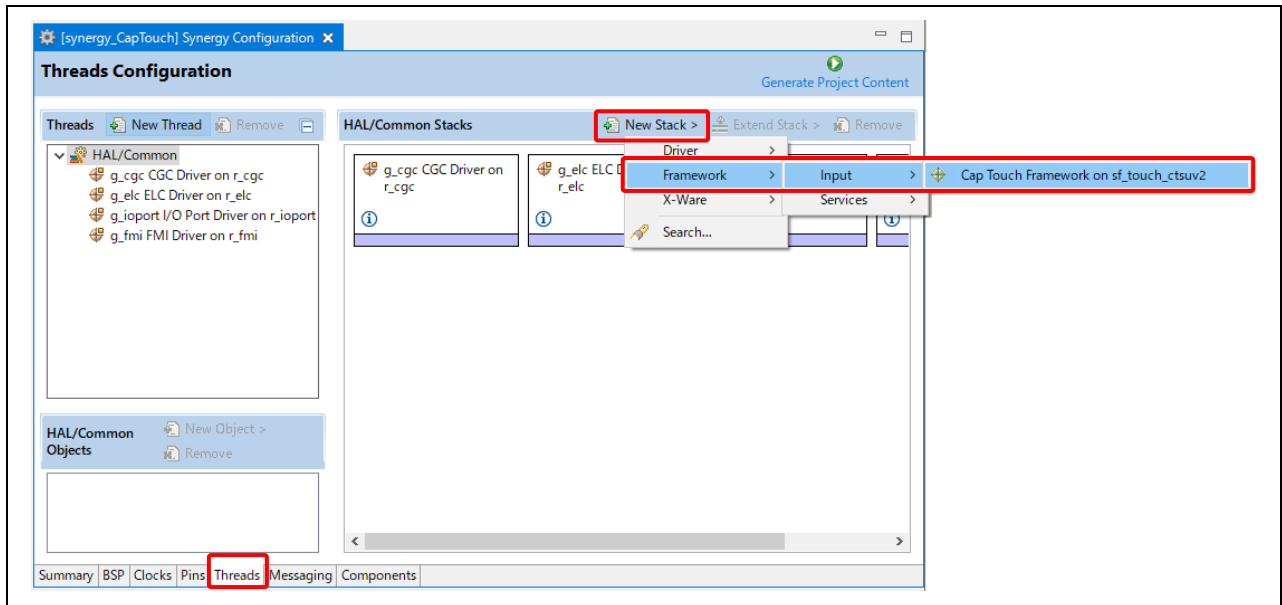 [synergy_CapTouch] Synergy Configuration
Threads Configuration
Generate Project Content
Threads New Thread Remove
HAL/Common Stacks New Stack > Extend Stack > Remove
HAL/Common
g_cgc CGC Driver on r_cgc
g_elc ELC Driver on r_elc
g_ioport I/O Port Driver on r_ioport
g_fmi FMI Driver on r_fmi
g_cgc CGC Driver on
r_cgc
g_elc ELC D
r_elc
Driver >
Framework >
X-Ware >
Search...
Input >
Services >
Cap Touch Framework on sf_touch_ctsuv2
HAL/Common
Objects
New Object >
Remove
Summary BSP Clocks Pins Threads Messaging Components